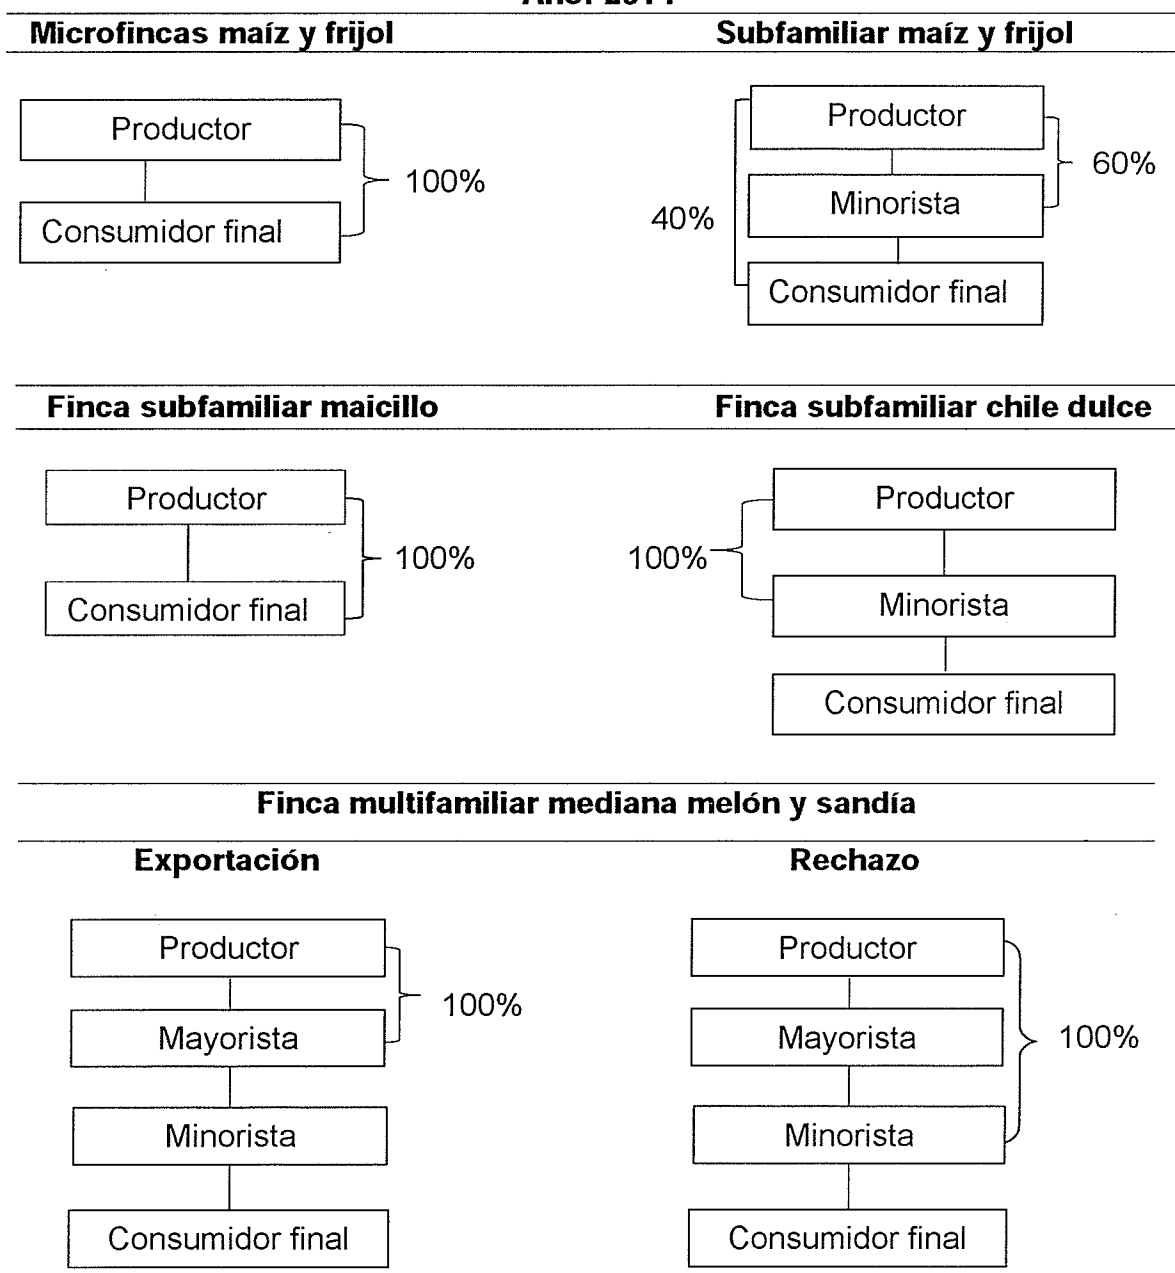 Microfincas maíz y frijol
Subfamiliar maíz y frijol
Productor
100%
Consumidor final
Productor
60%
Minorista
40%
Consumidor final
Finca subfamiliar maicillo
Finca subfamiliar chile dulce
Productor
100%
Consumidor final
Productor
100%
Minorista
Consumidor final
Finca multifamiliar mediana melón y sandía
Exportación
Rechazo
Productor
100%
Mayorista
Minorista
Consumidor final
Productor
Mayorista
100%
Minorista
Consumidor final